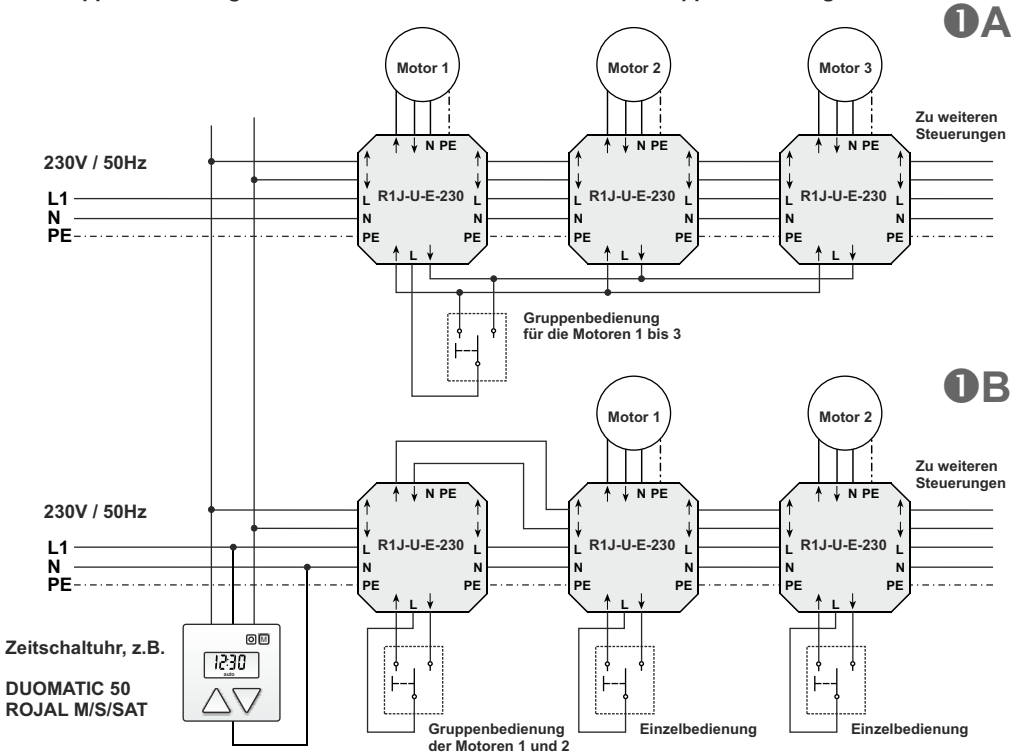 ❶A
Motor 1
Motor 2
Motor 3
Zu weiteren
Steuerungen
230V / 50Hz
L1
N
PE
N PE
L
R1J-U-E-230
L
N
N
PE
PE
L
N PE
R1J-U-E-230
L
N
N
PE
PE
L
N PE
R1J-U-E-230
L
L
N
N
PE
PE
L
Gruppenbedienung
für die Motoren 1 bis 3
❶B
Motor 1
Motor 2
Zu weiteren
Steuerungen
230V / 50Hz
L1
N
PE
N PE
R1J-U-E-230
L
L
N
N
PE
PE
L
N PE
R1J-U-E-230
L
L
N
N
PE
PE
L
N PE
R1J-U-E-230
L
L
N
N
PE
PE
L
Zeitschaltuhr, z.B.
DUOMATIC 50
ROJAL M/S/SAT
M
12:30
auto
Gruppenbedienung
der Motoren 1 und 2
Einzelbedienung
Einzelbedienung